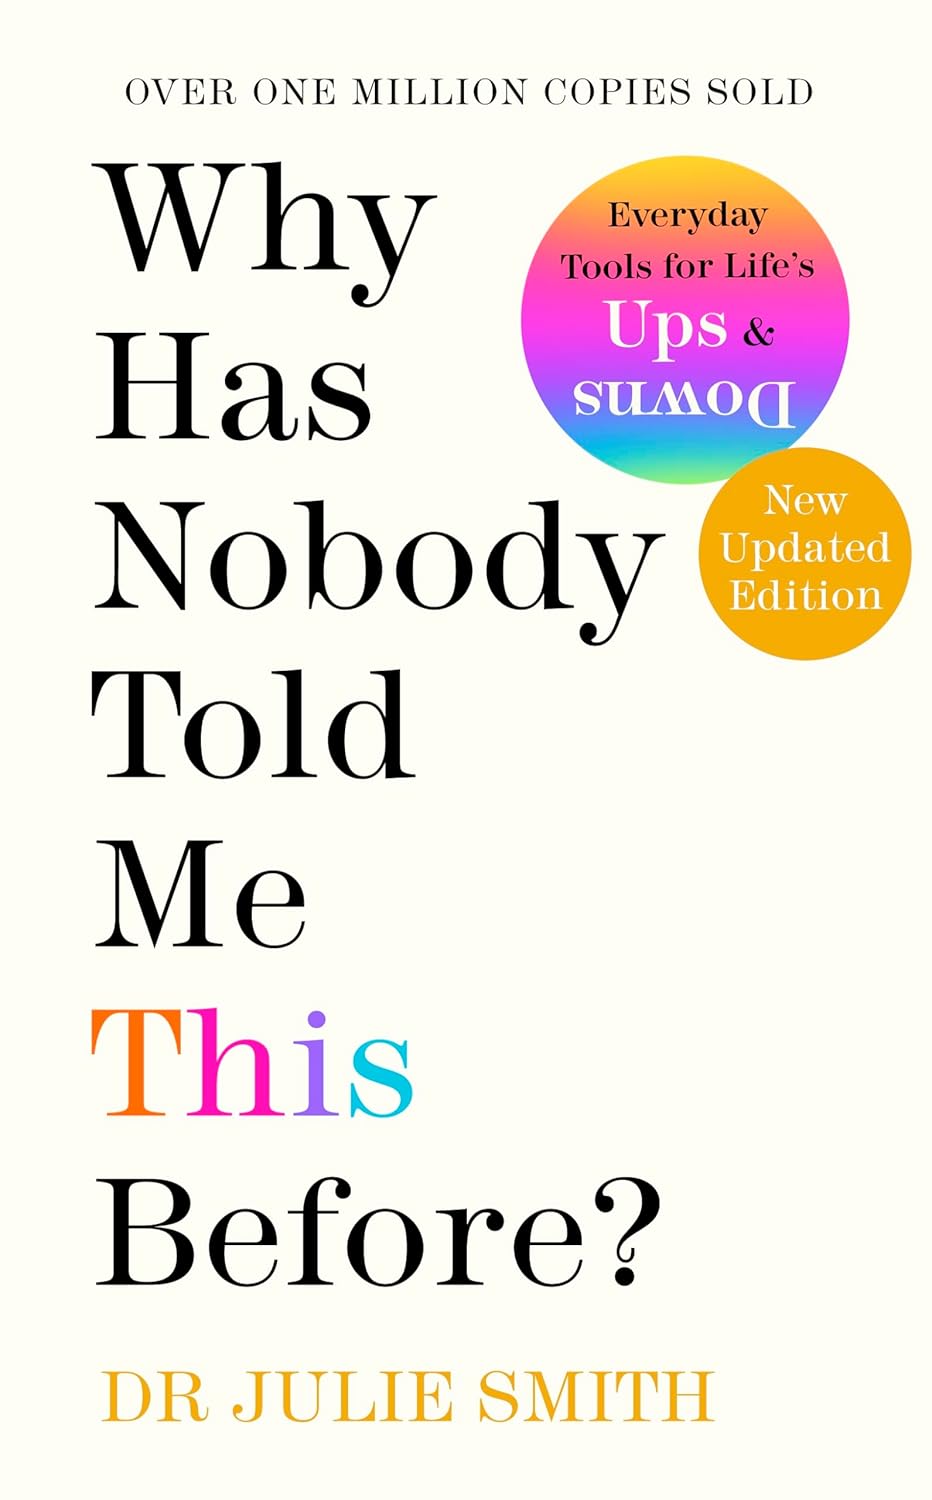 OVER ONE MILLION COPIES SOLD
Why
Has
Nobody
Told
Me
This
Before?
Everyday
Tools for Life's
Ups &
Downs
New
Updated
Edition
DR JULIE SMITH